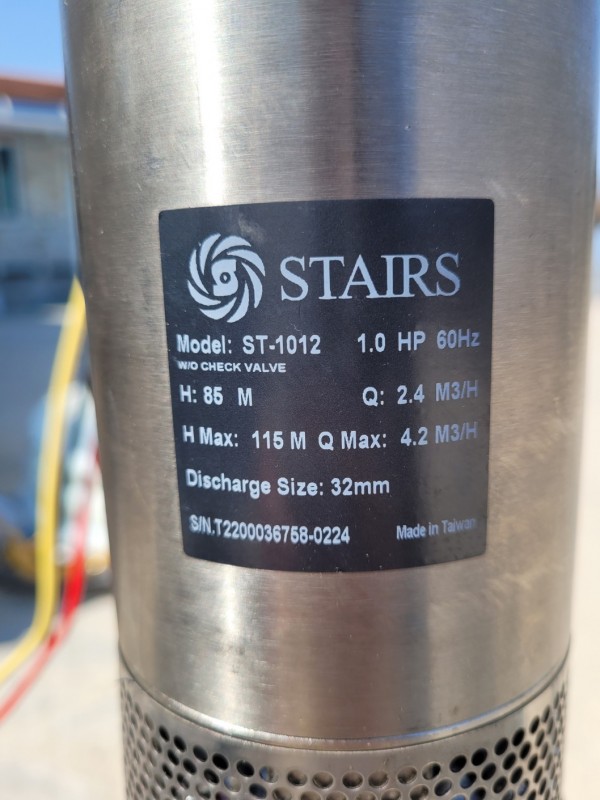 STAIRS
Model: ST-1012 1.0 HP 60Hz
W/O CHECK VALVE
H: 85 M Q: 2.4 M3/H
H Max: 115 M Q Max: 4.2 M3/H
Discharge Size: 32mm
S/N.T2200036758-0224 Made in Taiwan